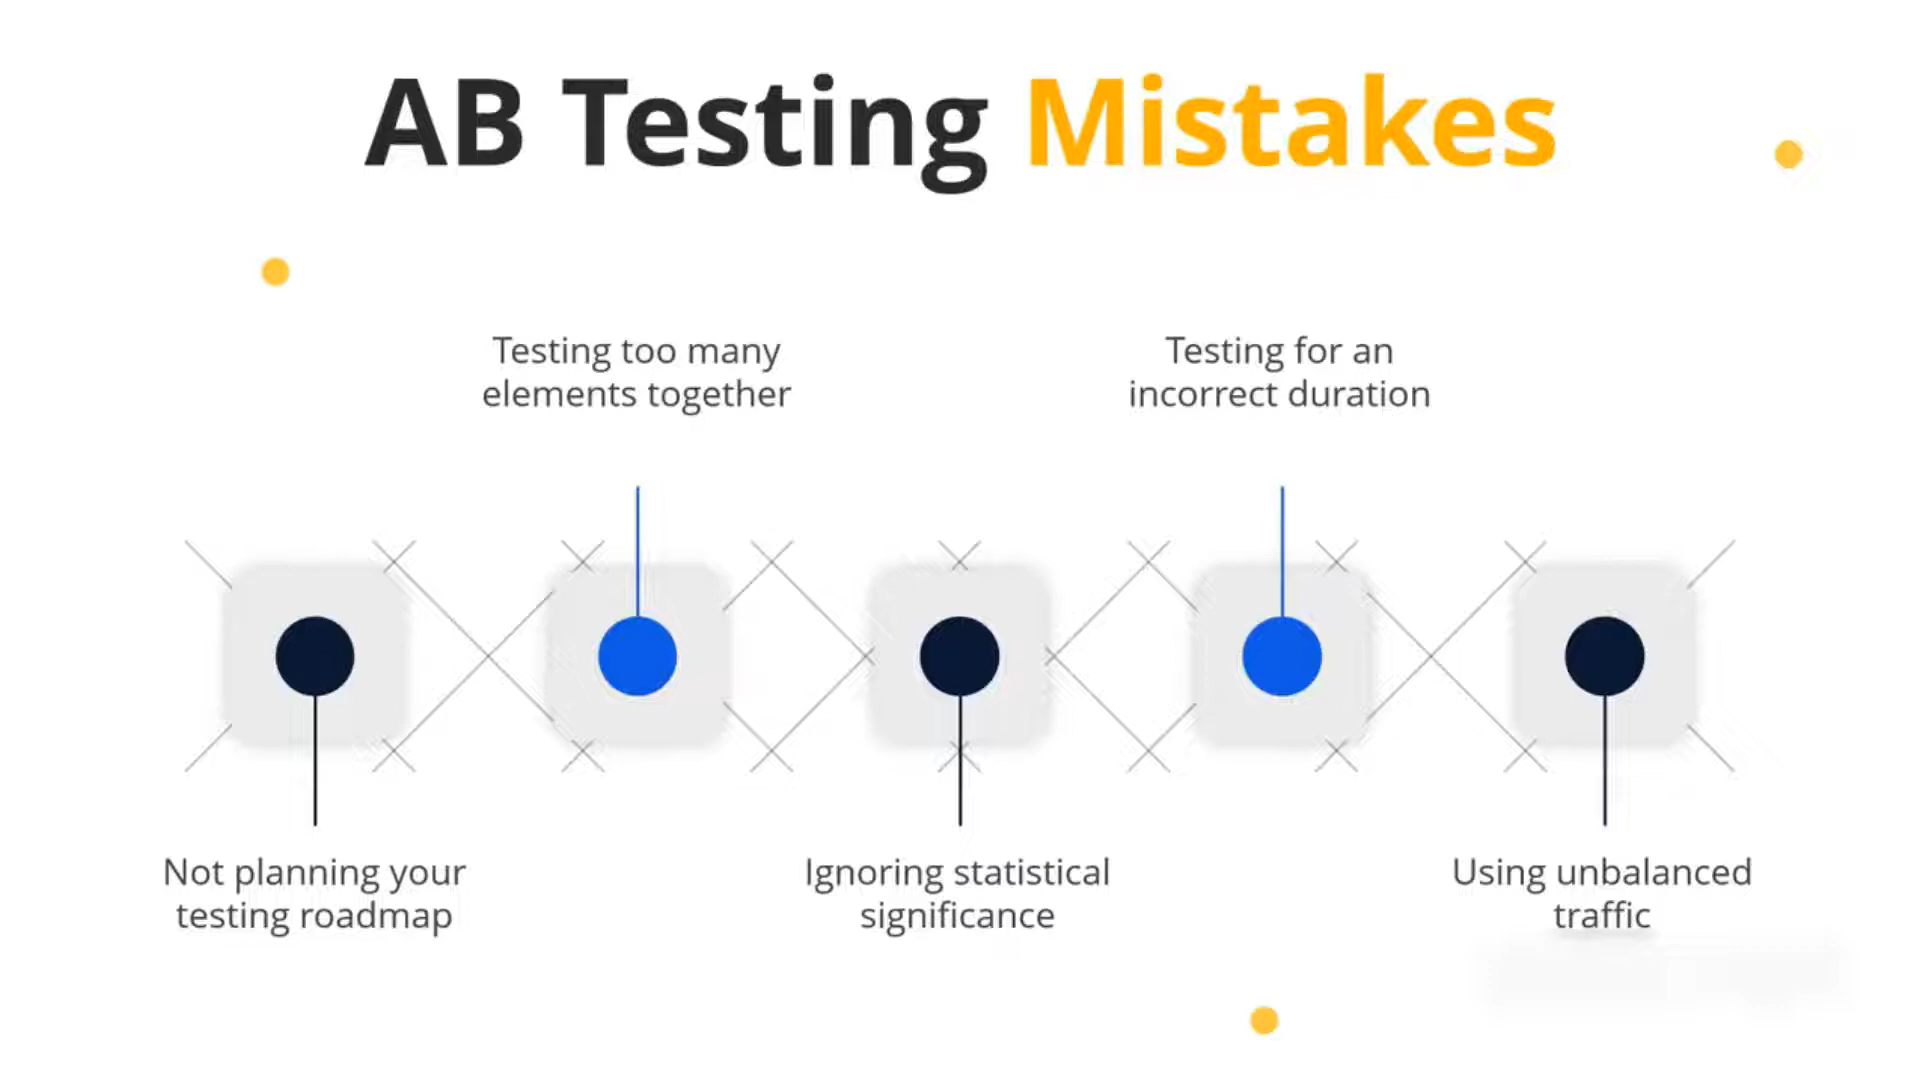 AB Testing Mistakes
Testing too many
elements together
Testing for an
incorrect duration
Not planning your
testing roadmap
Ignoring statistical
significance
Using unbalanced
traffic